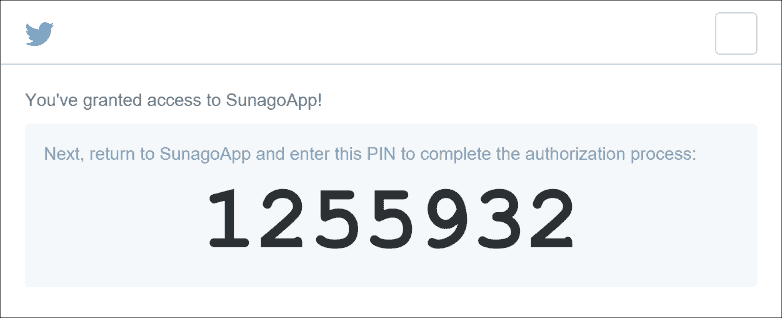 You've granted access to SunagoApp!
Next, return to SunagoApp and enter this PIN to complete the authorization process:
1255932